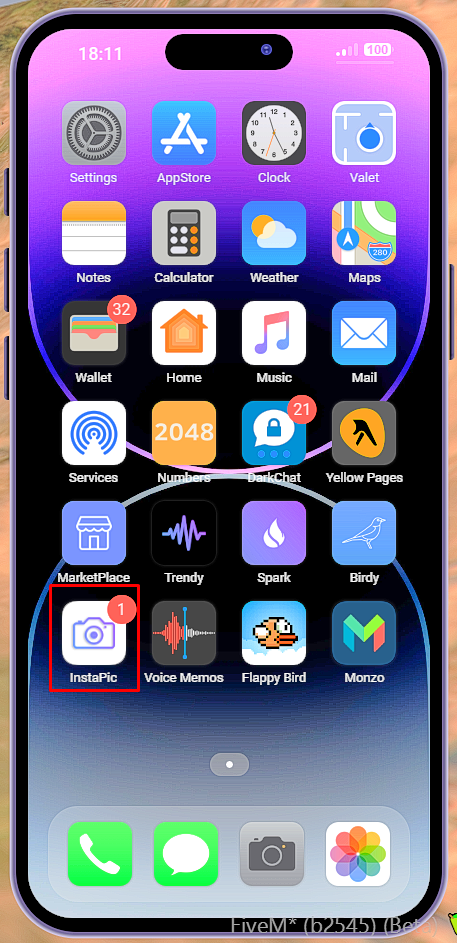 18:11 100
Settings AppStore Clock Valet
280
Notes Calculator Weather Maps
32
Wallet Home Music Mail
2048 21
Services Numbers DarkChat Yellow Pages
MarketPlace Trendy Spark Birdy
1
InstaPic Voice Memos Flappy Bird Monzo
FiveM* (b2545) (Beta)